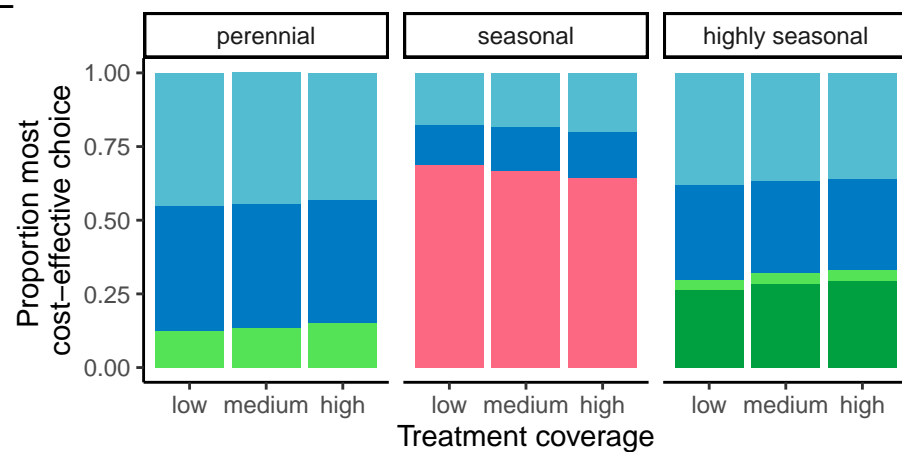 perennial seasonal highly seasonal
Proportion most
cost−effective choice
1.00
0.75
0.50
0.25
0.00
low medium high low medium high low medium high
Treatment coverage